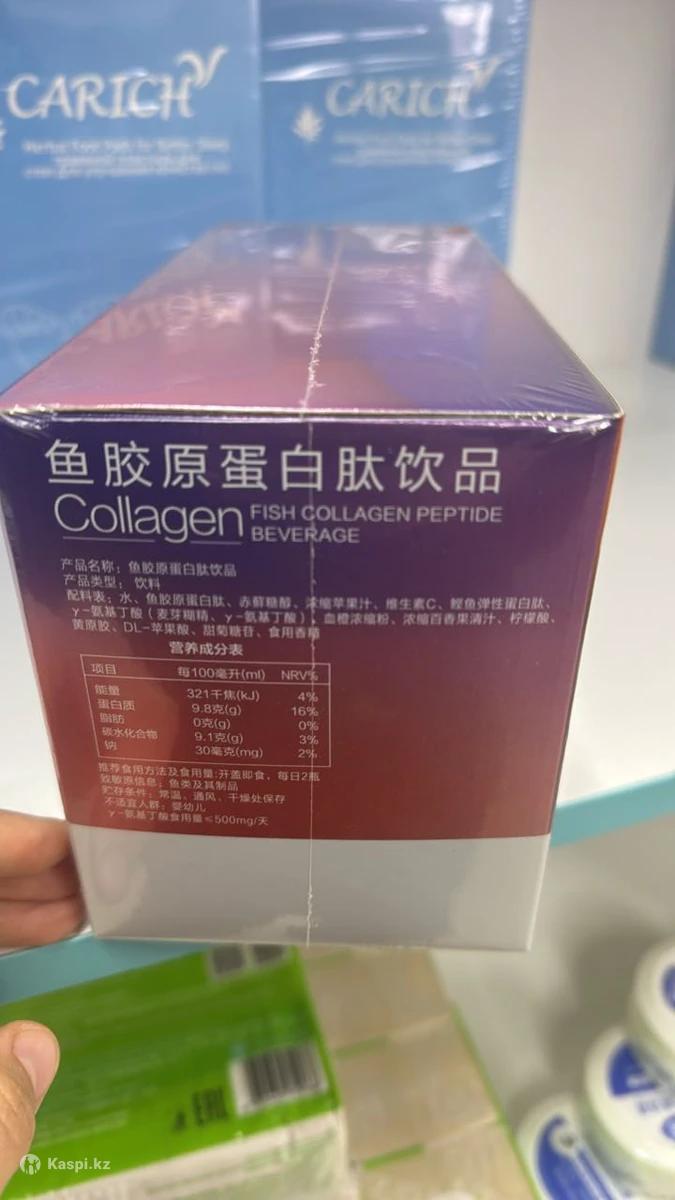 CARICH
CARICH
鱼胶原蛋白肽饮品
Collagen FISH COLLAGEN PEPTIDE
BEVERAGE
产品名称：鱼胶原蛋白肽饮品
产品类型：饮料
配料表：水、鱼胶原蛋白肽、赤藓糖醇、浓缩苹果汁、维生素C、鲣鱼弹性蛋白肽、
γ-氨基丁酸（麦芽糊精、γ-氨基丁酸）、血橙浓缩粉、浓缩百香果清汁、柠檬酸、
黄原胶、DL-苹果酸、甜菊糖苷、食用香精
营养成分表
项目 每100毫升(ml) NRV%
能量 321千焦(kJ) 4%
蛋白质 9.8克(g) 16%
脂肪 0克(g) 0%
碳水化合物 9.1克(g) 3%
钠 30毫克(mg) 2%
推荐食用方法及食用量:开盖即食，每日2瓶
致敏原信息：鱼类及其制品
贮存条件：常温、通风、干燥处保存
不适宜人群：婴幼儿
γ-氨基丁酸食用量≤500mg/天
EAC
Kaspi.kz